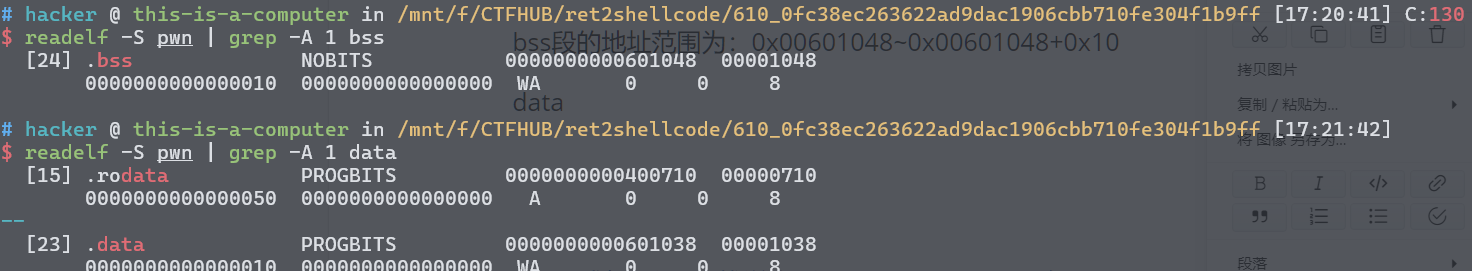 # hacker @ this-is-a-computer in /mnt/f/CTFHUB/ret2shellcode/610_0fc38ec263622ad9dac1906cbb710fe304f1b9ff [17:20:41] C:130
$ readelf -S pwn | grep -A 1 bss
bss段的地址范围为：0x00601048~0x00601048+0x10
[24] .bss NOBITS 0000000000601048 00001048
0000000000000010 0000000000000000 WA 0 0 8
data
# hacker @ this-is-a-computer in /mnt/f/CTFHUB/ret2shellcode/610_0fc38ec263622ad9dac1906cbb710fe304f1b9ff [17:21:42]
$ readelf -S pwn | grep -A 1 data
[15] .rodata PROGBITS 0000000000400710 00000710
0000000000000050 0000000000000000 A 0 0 8
--
[23] .data PROGBITS 0000000000601038 00001038
0000000000000010 0000000000000000 WA 0 0 8
拷贝图片
复制 / 粘贴为...
将 图像 另存为...
B I </>
段落